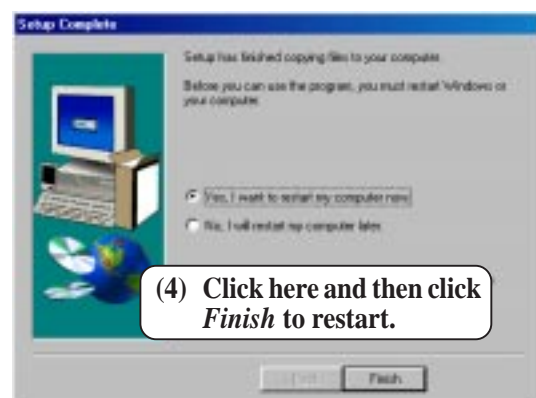 Setup Complete
Setup has finished copying files to your computer.
Before you can use the program, you must restart Windows or
your computer.
Yes, I want to restart my computer now.
No, I will restart my computer later.
(4) Click here and then click
Finish to restart.
Finish